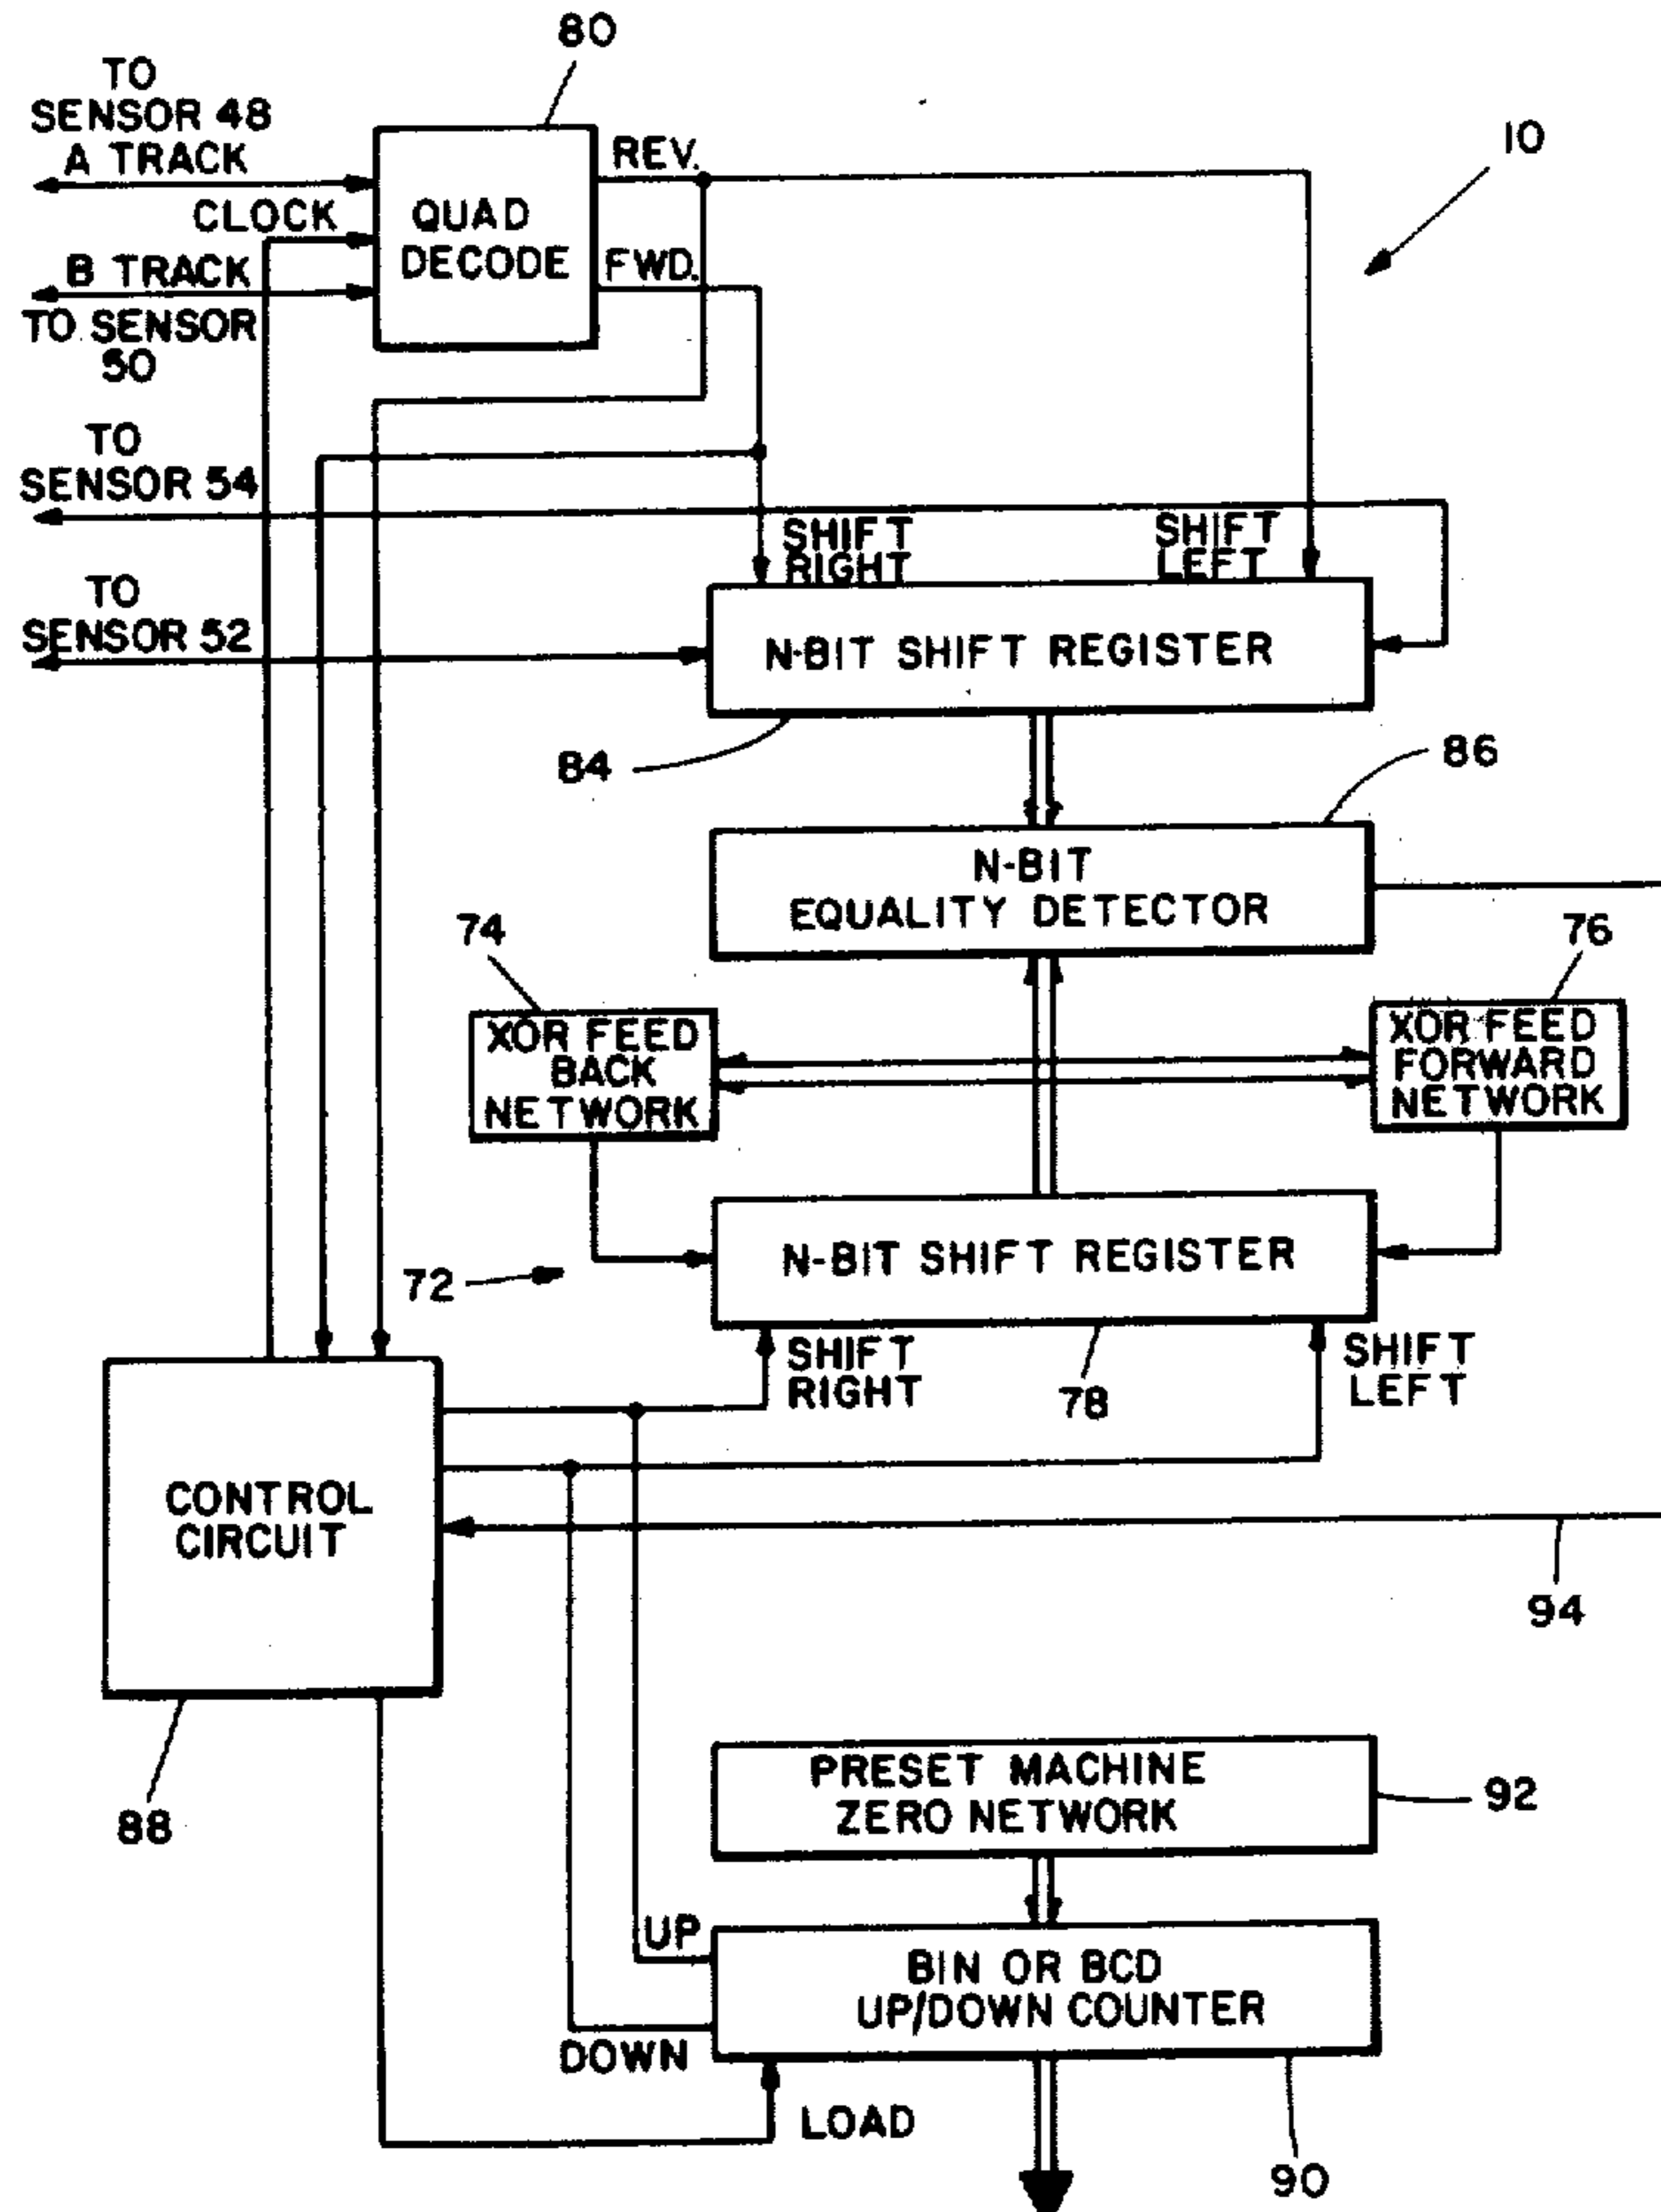 80
TO
SENSOR 48
A TRACK
CLOCK
B TRACK
TO SENSOR
50
QUAD
DECODE
REV.
FWD.
10
TO
SENSOR 54
SHIFT
RIGHT
SHIFT
LEFT
TO
SENSOR 52
N-BIT SHIFT REGISTER
84
86
N-BIT
EQUALITY DETECTOR
74
76
XOR FEED
BACK
NETWORK
XOR FEED
FORWARD
NETWORK
N-BIT SHIFT REGISTER
72
SHIFT
RIGHT
78
SHIFT
LEFT
CONTROL
CIRCUIT
94
88
PRESET MACHINE
ZERO NETWORK
92
UP
BIN OR BCD
UP/DOWN COUNTER
DOWN
LOAD
90